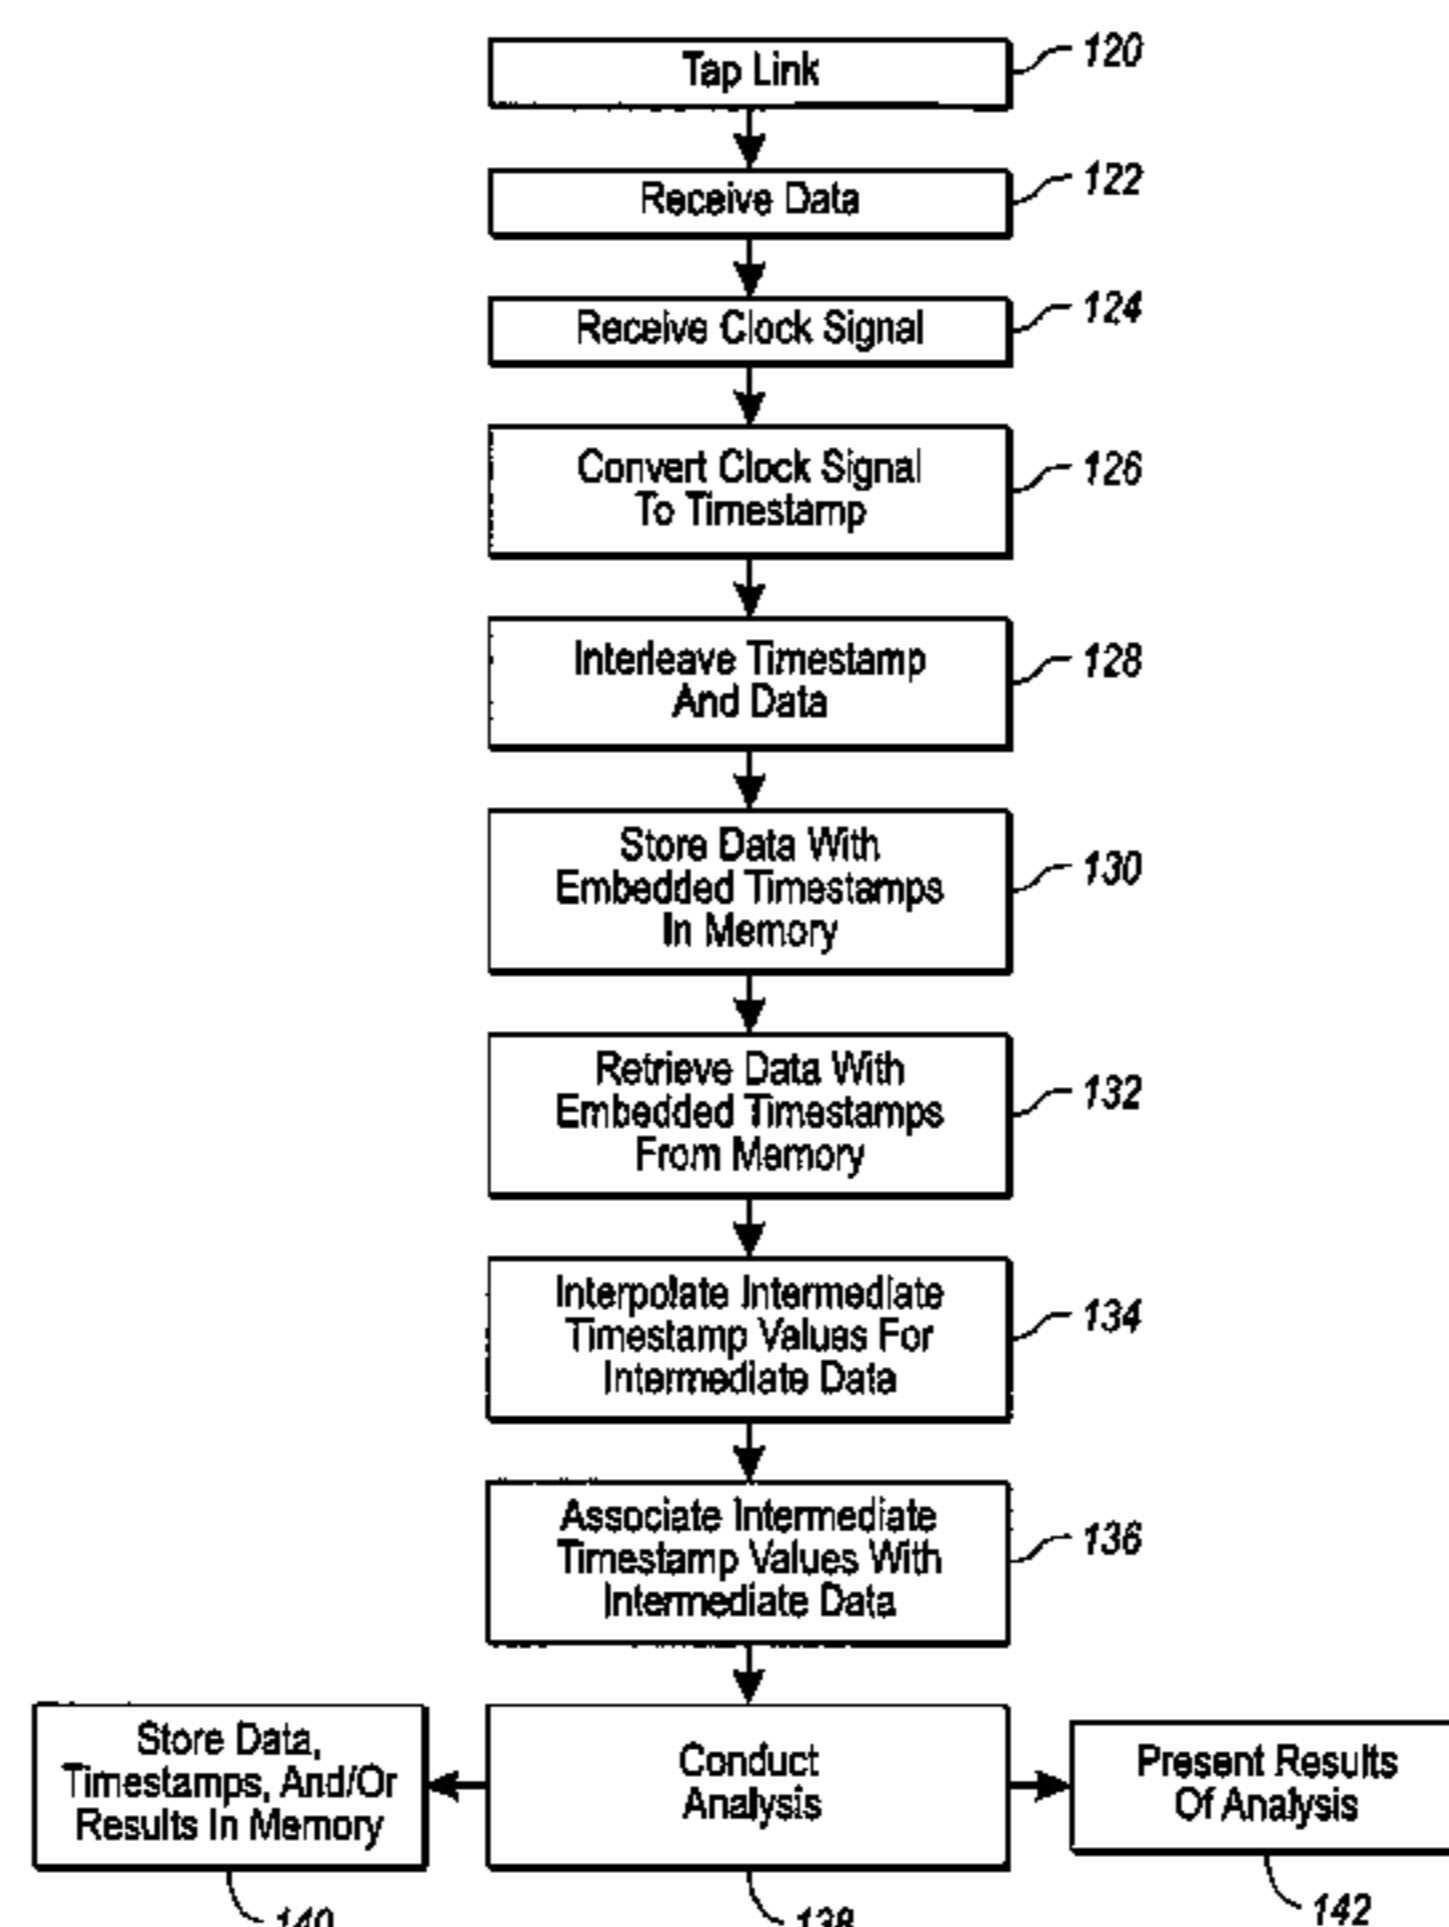 Tap Link
120
Receive Data
122
Receive Clock Signal
124
Convert Clock Signal
To Timestamp
126
Interleave Timestamp
And Data
128
Store Data With
Embedded Timestamps
In Memory
130
Retrieve Data With
Embedded Timestamps
From Memory
132
Interpolate Intermediate
Timestamp Values For
Intermediate Data
134
Associate Intermediate
Timestamp Values With
Intermediate Data
136
Store Data,
Timestamps, And/Or
Results In Memory
140
Conduct
Analysis
138
Present Results
Of Analysis
142